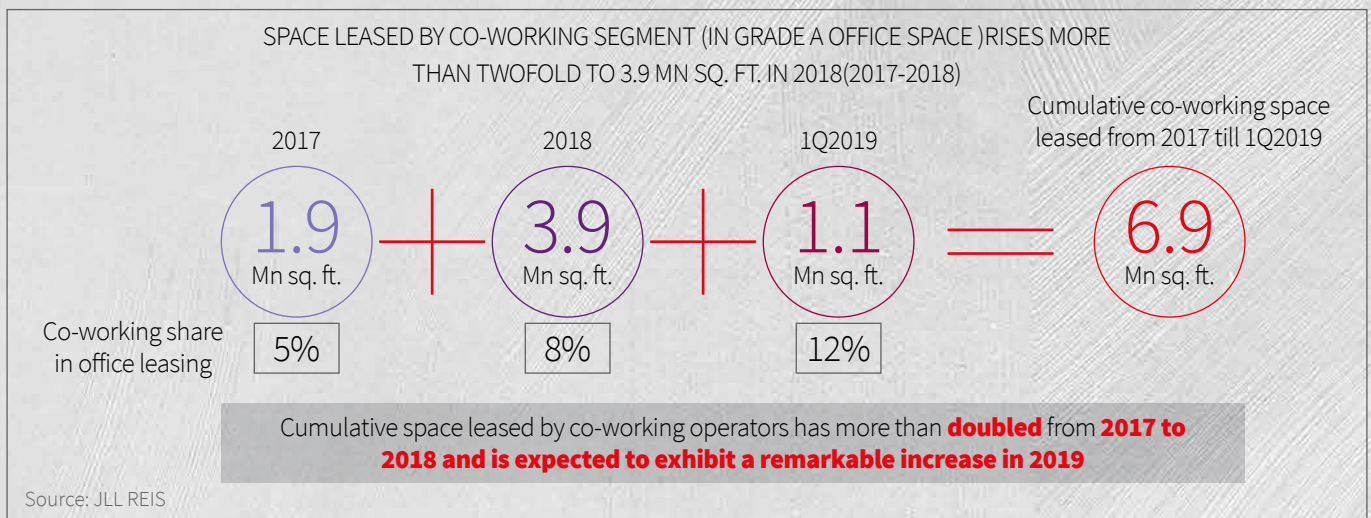 SPACE LEASED BY CO-WORKING SEGMENT (IN GRADE A OFFICE SPACE )RISES MORE
THAN TWOFOLD TO 3.9 MN SQ. FT. IN 2018(2017-2018)
Cumulative co-working space
leased from 2017 till 1Q2019
2017
2018
1Q2019
1.9
Mn sq. ft.
+
3.9
Mn sq. ft.
+
1.1
Mn sq. ft.
=
6.9
Mn sq. ft.
Co-working share
in office leasing
5%
8%
12%
Cumulative space leased by co-working operators has more than doubled from 2017 to
2018 and is expected to exhibit a remarkable increase in 2019
Source: JLL REIS